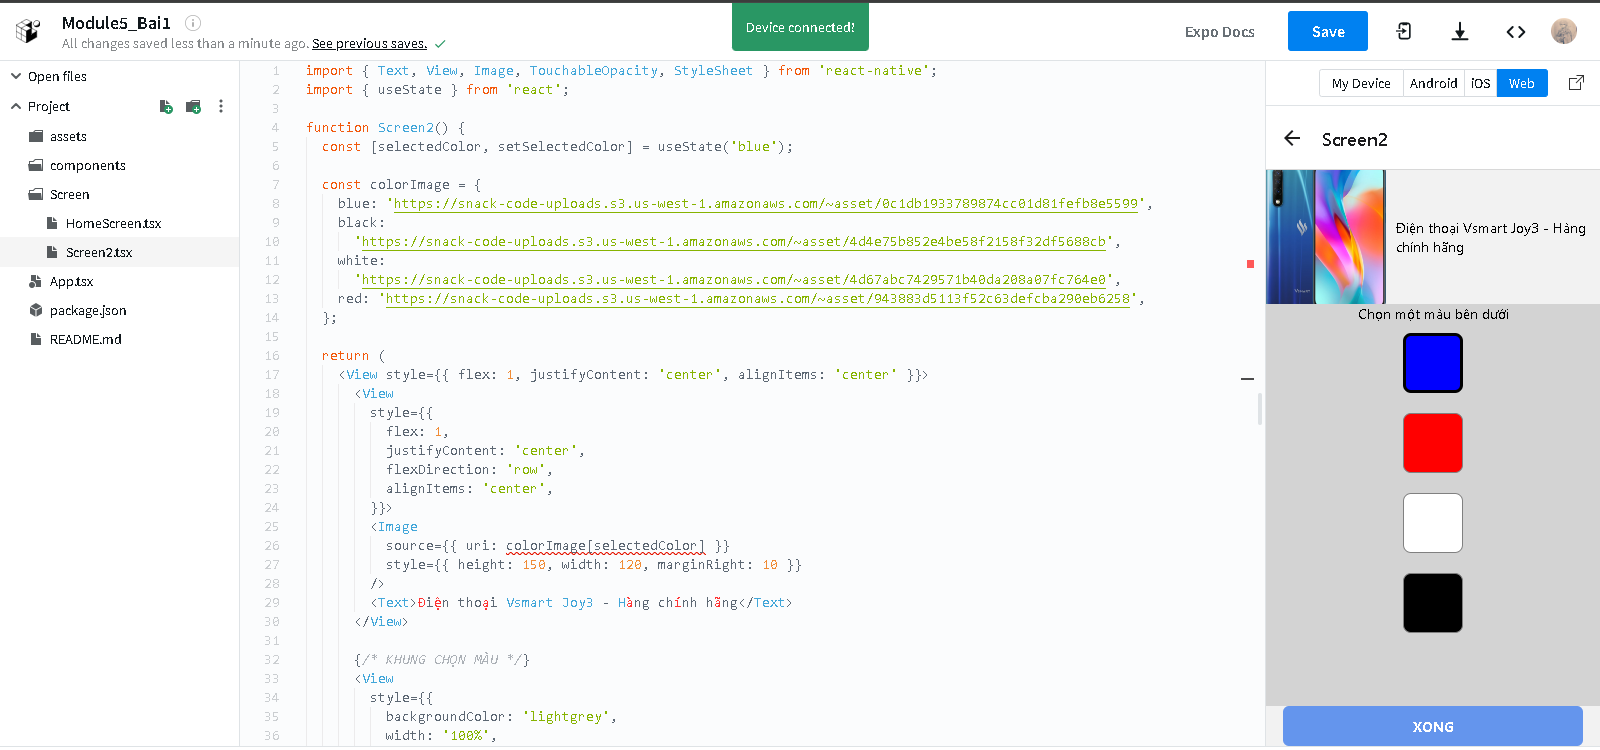 Module5_Bai1
All changes saved less than a minute ago. See previous saves.
Device connected!
Expo Docs
Save
Open files
Project
assets
components
Screen
HomeScreen.tsx
Screen2.tsx
App.tsx
package.json
README.md
1 import { Text, View, Image, TouchableOpacity, StyleSheet } from 'react-native';
2 import { useState } from 'react';
3
4 function Screen2() {
5 const [selectedColor, setSelectedColor] = useState('blue');
6
7 const colorImage = {
8 blue: 'https://snack-code-uploads.s3.us-west-1.amazonaws.com/~asset/0c1db1933789874cc01d81fefb8e5599',
9 black:
10 'https://snack-code-uploads.s3.us-west-1.amazonaws.com/~asset/4d4e75b852e4be58f2158f32df5688cb',
11 white:
12 'https://snack-code-uploads.s3.us-west-1.amazonaws.com/~asset/4d67abc7429571b40da208a07fc764e0',
13 red: 'https://snack-code-uploads.s3.us-west-1.amazonaws.com/~asset/943883d5113f52c63defcba290eb6258',
14 };
15
16 return (
17 <View style={{ flex: 1, justifyContent: 'center', alignItems: 'center' }}>
18 <View
19 style={{
20 flex: 1,
21 justifyContent: 'center',
22 flexDirection: 'row',
23 alignItems: 'center',
24 }}>
25 <Image
26 source={{ uri: colorImage[selectedColor] }}
27 style={{ height: 150, width: 120, marginRight: 10 }}
28 />
29 <Text>Điện thoại Vsmart Joy3 - Hàng chính hãng</Text>
30 </View>
31
32 {/* KHUNG CHỌN MÀU */}
33 <View
34 style={{
35 backgroundColor: 'lightgrey',
36 width: '100%',
My Device
Android
iOS
Web
Screen2
Điện thoại Vsmart Joy3 - Hàng
chính hãng
Chọn một màu bên dưới
XONG